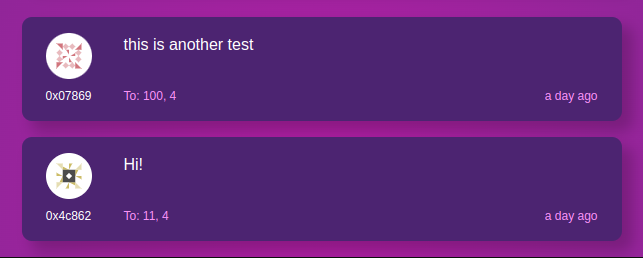 this is another test
0x07869 To: 100, 4 a day ago
Hi!
0x4c862 To: 11, 4 a day ago